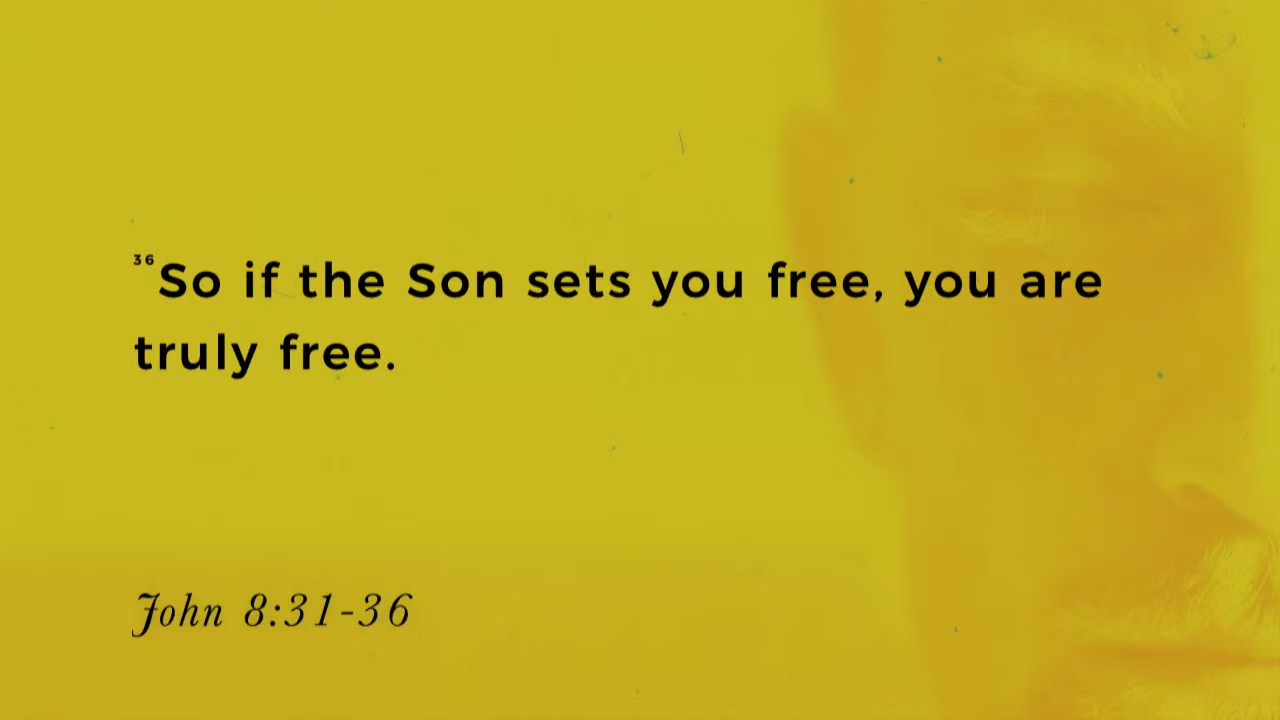 ³⁶So if the Son sets you free, you are
truly free.
John 8:31-36